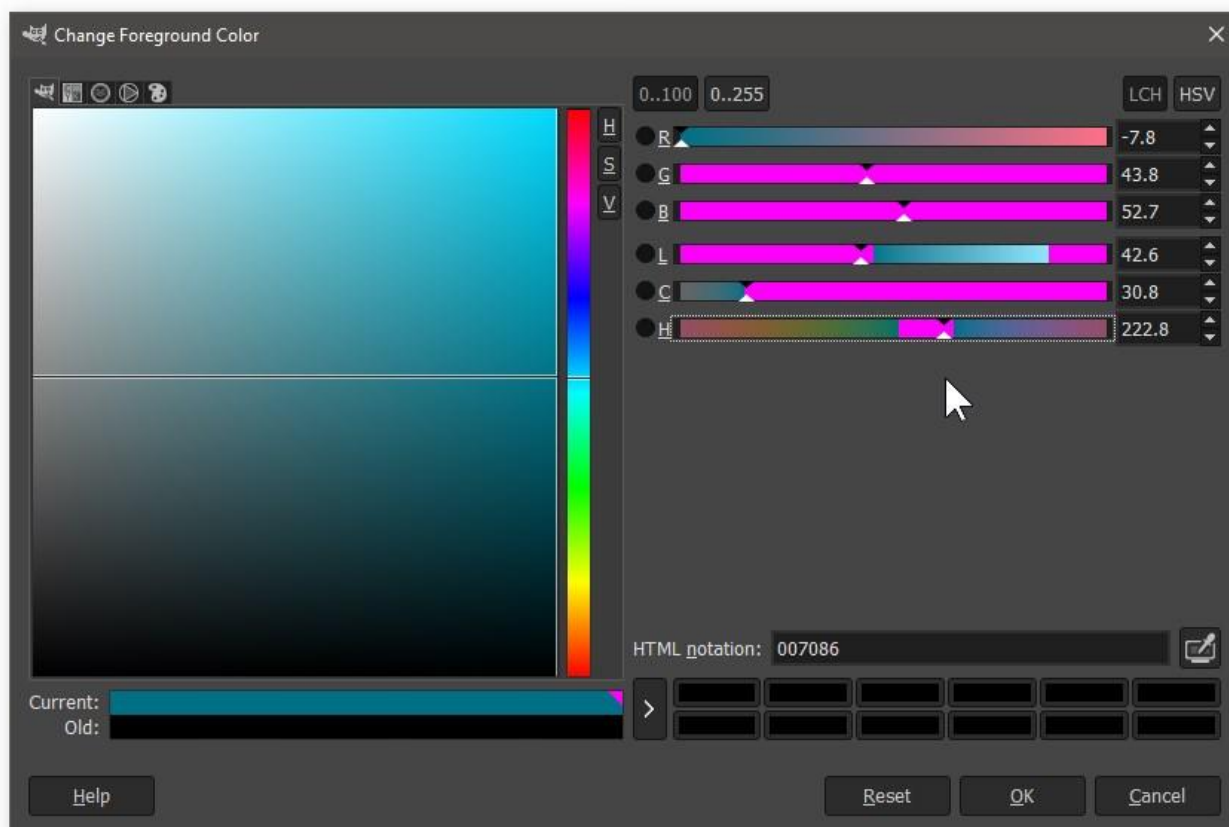 Change Foreground Color
0..100 0..255 LCH HSV
H
S
V
R -7.8
G 43.8
B 52.7
L 42.6
C 30.8
H 222.8
HTML notation: 007086
Current:
Old:
Help Reset OK Cancel